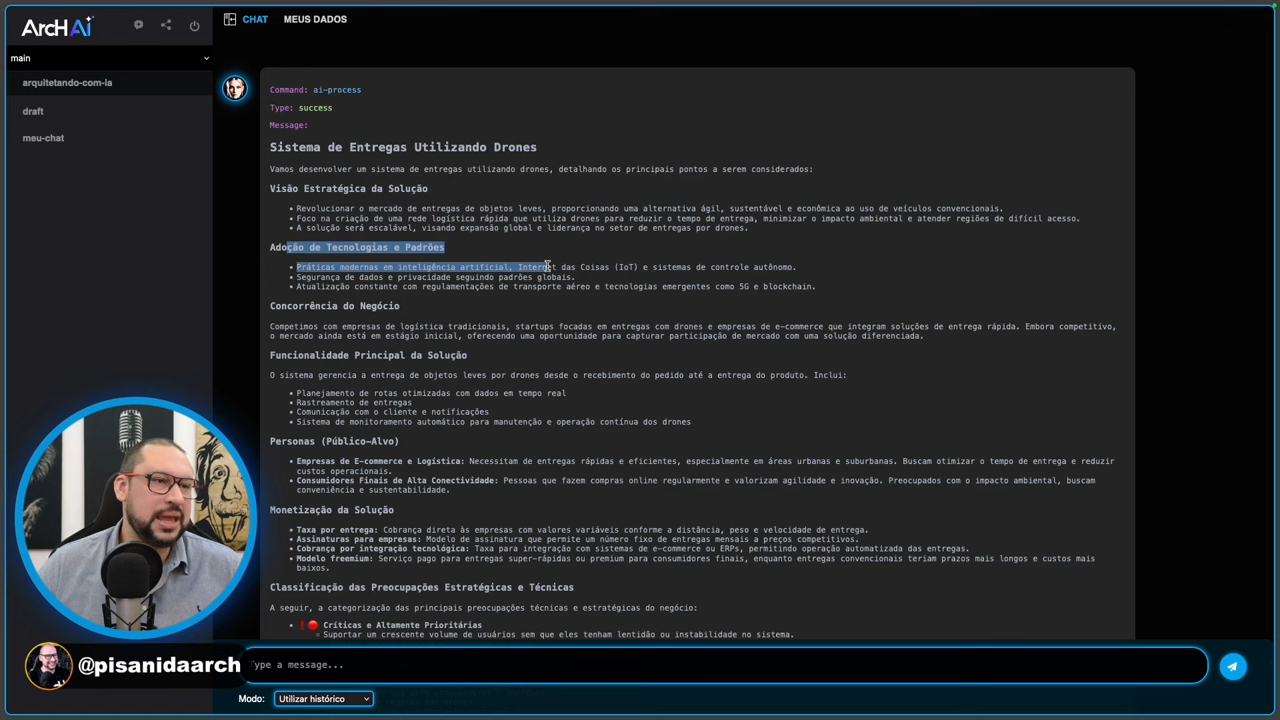 ArcH Ai
CHAT
MEUS DADOS
main
arquitetando-com-ia
draft
meu-chat
Command: ai-process
Type: success
Message:
Sistema de Entregas Utilizando Drones
Vamos desenvolver um sistema de entregas utilizando drones, detalhando os principais pontos a serem considerados:
Visão Estratégica da Solução
• Revolucionar o mercado de entregas de objetos leves, proporcionando uma alternativa ágil, sustentável e econômica ao uso de veículos convencionais.
• Foco na criação de uma rede logística rápida que utiliza drones para reduzir o tempo de entrega, minimizar o impacto ambiental e atender regiões de difícil acesso.
• A solução será escalável, visando expansão global e liderança no setor de entregas por drones.
Adoção de Tecnologias e Padrões
• Práticas modernas em inteligência artificial, Internet das Coisas (IoT) e sistemas de controle autônomo.
• Segurança de dados e privacidade seguindo padrões globais.
• Atualização constante com regulamentações de transporte aéreo e tecnologias emergentes como 5G e blockchain.
Concorrência do Negócio
Competimos com empresas de logística tradicionais, startups focadas em entregas com drones e empresas de e-commerce que integram soluções de entrega rápida. Embora competitivo,
o mercado ainda está em estágio inicial, oferecendo uma oportunidade para capturar participação de mercado com uma solução diferenciada.
Funcionalidade Principal da Solução
O sistema gerencia a entrega de objetos leves por drones desde o recebimento do pedido até a entrega do produto. Inclui:
• Planejamento de rotas otimizadas com dados em tempo real
• Rastreamento de entregas
• Comunicação com o cliente e notificações
• Sistema de monitoramento automático para manutenção e operação contínua dos drones
Personas (Público-Alvo)
• Empresas de E-commerce e Logística: Necessitam de entregas rápidas e eficientes, especialmente em áreas urbanas e suburbanas. Buscam otimizar o tempo de entrega e reduzir
custos operacionais.
• Consumidores Finais de Alta Conectividade: Pessoas que fazem compras online regularmente e valorizam agilidade e inovação. Preocupados com o impacto ambiental, buscam
conveniência e sustentabilidade.
Monetização da Solução
• Taxa por entrega: Cobrança direta às empresas com valores variáveis conforme a distância, peso e velocidade de entrega.
• Assinaturas para empresas: Modelo de assinatura que permite um número fixo de entregas mensais a preços competitivos.
• Cobrança por integração tecnológica: Taxa para integração com sistemas de e-commerce ou ERPs, permitindo operação automatizada das entregas.
• Modelo freemium: Serviço pago para entregas super-rápidas ou premium para consumidores finais, enquanto entregas convencionais teriam prazos mais longos e custos mais
baixos.
Classificação das Preocupações Estratégicas e Técnicas
A seguir, a categorização das principais preocupações técnicas e estratégicas do negócio:
• ❗🔴 Críticas e Altamente Prioritárias
Suportar um crescente volume de usuários sem que eles tenham lentidão ou instabilidade no sistema.
@pisanidaarch
Type a message...
Modo:
Utilizar histórico